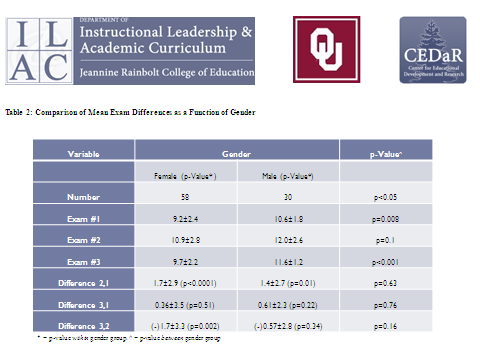 DEPARTMENT OF
I L Instructional Leadership &
A C Academic Curriculum
Jeannine Rainbolt College of Education
OU
CEDaR
Center for Educational
Development and Research
Table 2: Comparison of Mean Exam Differences as a Function of Gender
Variable Gender p-Value^
Female (p-Value*) Male (p-Value*)
Number 58 30 p<0.05
Exam #1 9.2±2.4 10.6±1.8 p=0.008
Exam #2 10.9±2.8 12.0±2.6 p=0.1
Exam #3 9.7±2.2 11.6±1.2 p<0.001
Difference 2,1 1.7±2.9 (p<0.0001) 1.4±2.7 (p=0.01) p=0.63
Difference 3,1 0.36±3.5 (p=0.51) 0.61±2.3 (p=0.22) p=0.76
Difference 3,2 (-)1.7±3.3 (p=0.002) (-)0.57±2.8 (p=0.34) p=0.16
* = p-value within gender group, ^ = p-value between gender group